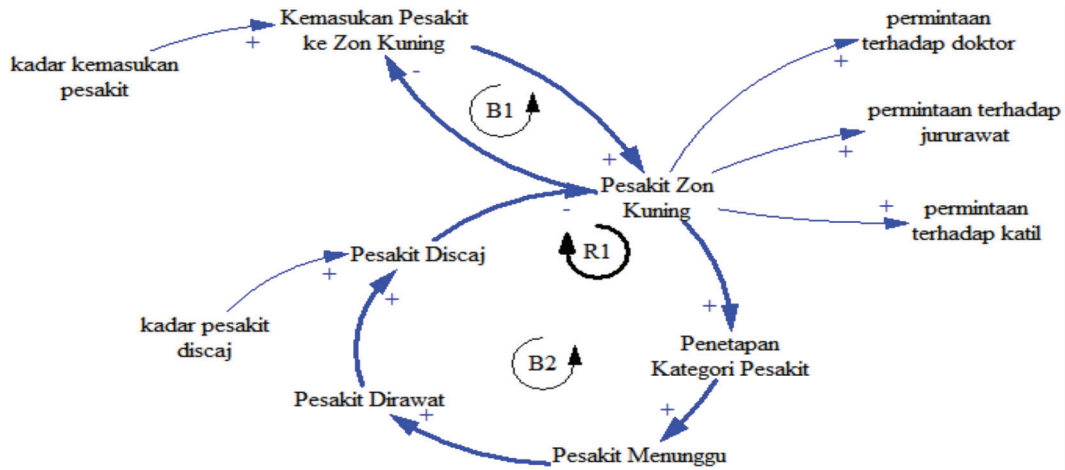 Kemasukan Pesakit
ke Zon Kuning
+
kadar kemasukan
pesakit
-
B1
+
permintaan
terhadap doktor
+
permintaan terhadap
jururawat
+
Pesakit Zon
Kuning
+
permintaan
terhadap katil
-
R1
Pesakit Discaj
+
+
kadar pesakit
discaj
+
Penetapan
Kategori Pesakit
B2
Pesakit Dirawat
+
+
Pesakit Menunggu